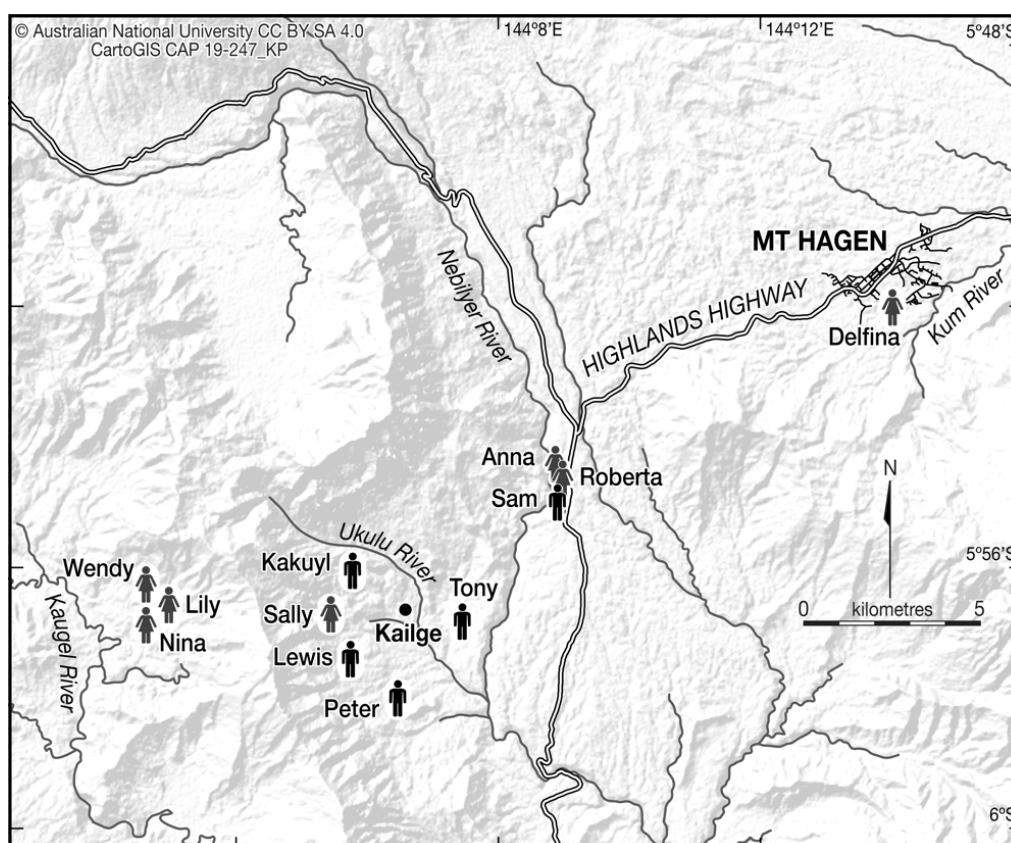 © Australian National University CC BY SA 4.0
CartoGIS CAP 19-247_KP
144°8'E
144°12'E
5°48'S
MT HAGEN
Nebilyer River
HIGHLANDS HIGHWAY
Kum River
Delfina
Anna
Roberta
Sam
N
Ukulu River
5°56'S
Wendy
Kakuyl
Tony
Lily
Sally
0 kilometres 5
Kailge
Nina
Kaugel River
Lewis
Peter
6°S